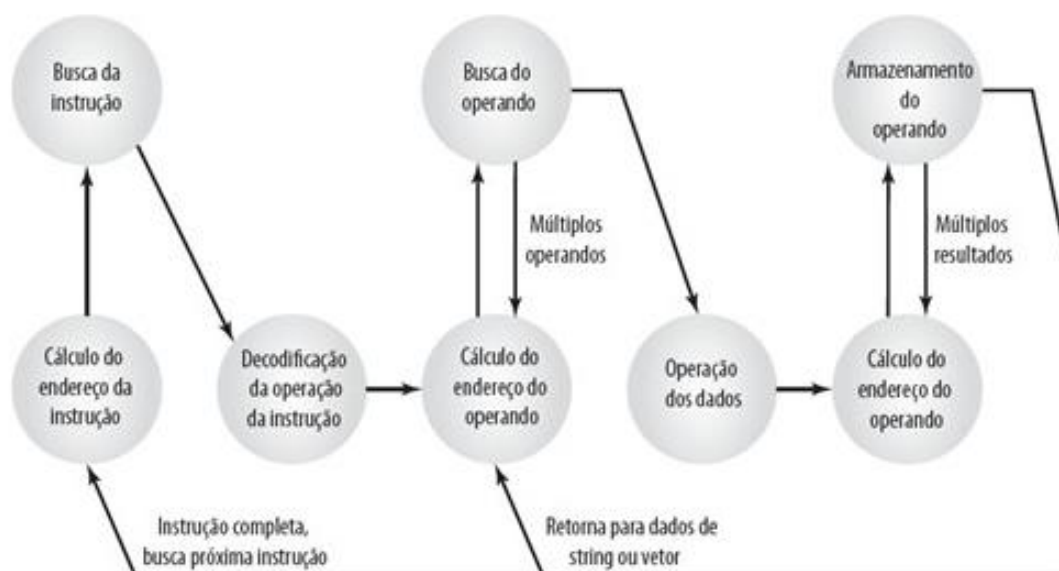 Busca da
instrução
Busca do
operando
Armazenamento
do
operando
Múltiplos
operandos
Múltiplos
resultados
Cálculo do
endereço da
instrução
Decodificação
da operação
da instrução
Cálculo do
endereço do
operando
Operação
dos dados
Cálculo do
endereço do
operando
Instrução completa,
busca próxima instrução
Retorna para dados de
string ou vetor